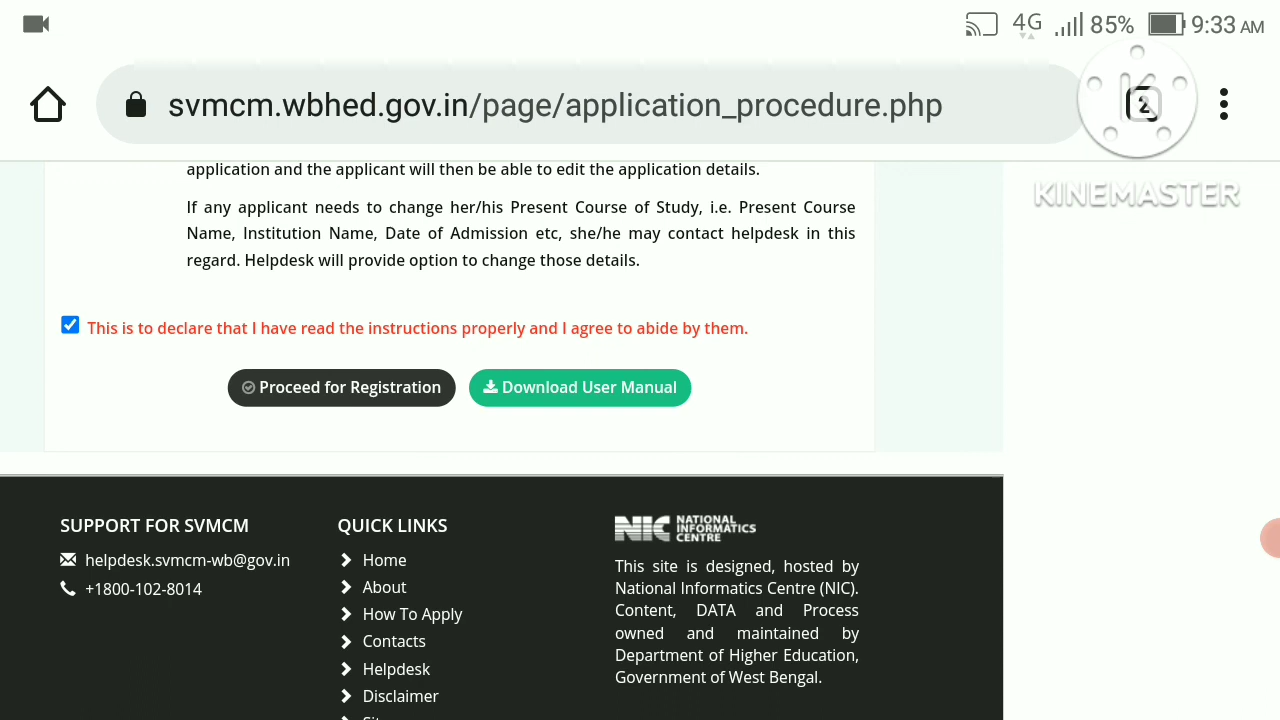 4G 85% 9:33 AM
svmcm.wbhed.gov.in/page/application_procedure.php
2
KINEMASTER
application and the applicant will then be able to edit the application details.
If any applicant needs to change her/his Present Course of Study, i.e. Present Course
Name, Institution Name, Date of Admission etc, she/he may contact helpdesk in this
regard. Helpdesk will provide option to change those details.
This is to declare that I have read the instructions properly and I agree to abide by them.
Proceed for Registration
Download User Manual
SUPPORT FOR SVMCM
helpdesk.svmcm-wb@gov.in
+1800-102-8014
QUICK LINKS
Home
About
How To Apply
Contacts
Helpdesk
Disclaimer
NIC NATIONAL
INFORMATICS
CENTRE
This site is designed, hosted by
National Informatics Centre (NIC).
Content, DATA and Process
owned and maintained by
Department of Higher Education,
Government of West Bengal.